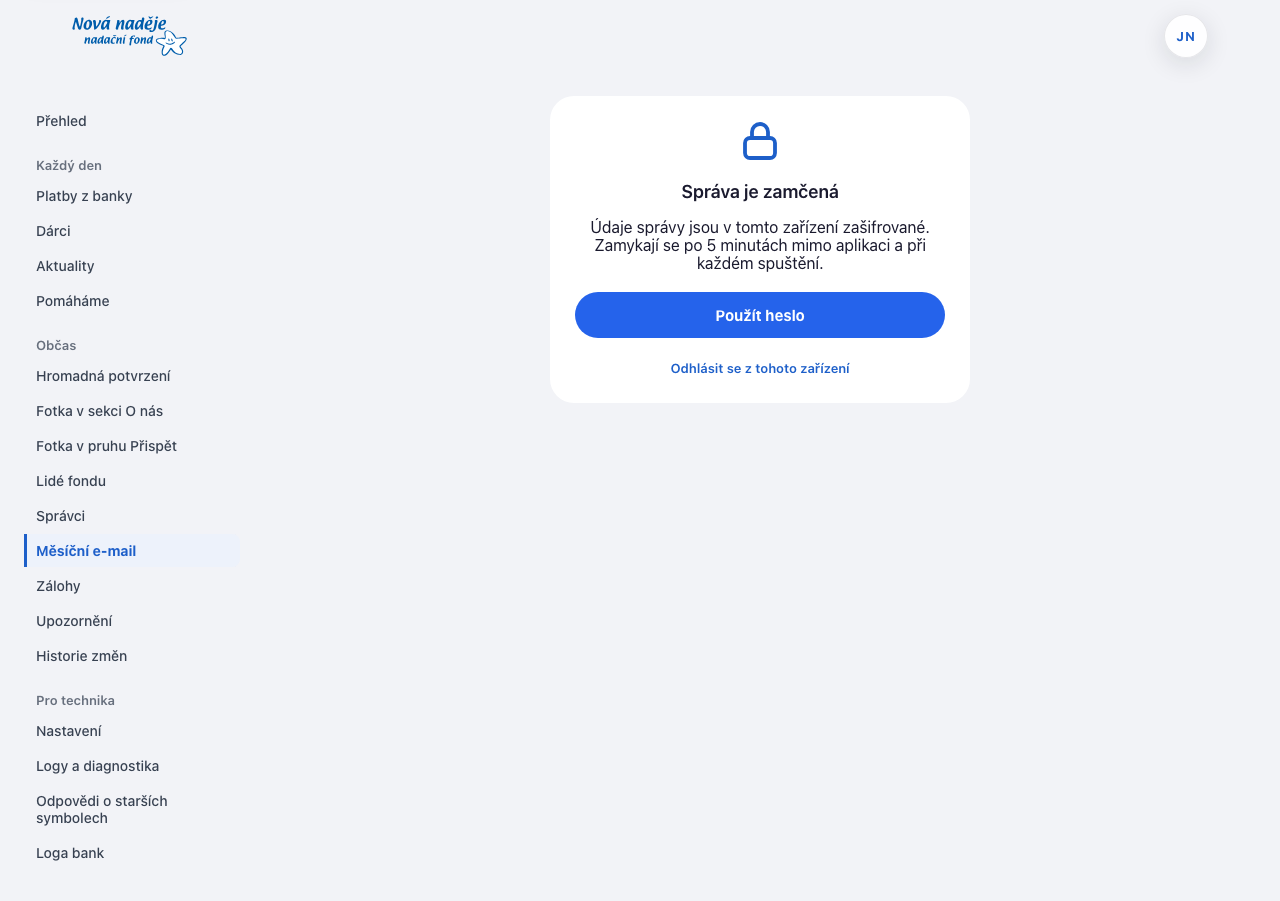 Nová naděje
nadační fond
JN
Přehled
Každý den
Platby z banky
Dárci
Aktuality
Pomáháme
Občas
Hromadná potvrzení
Fotka v sekci O nás
Fotka v pruhu Přispět
Lidé fondu
Správci
Měsíční e-mail
Zálohy
Upozornění
Historie změn
Pro technika
Nastavení
Logy a diagnostika
Odpovědi o starších
symbolech
Loga bank
Správa je zamčená
Údaje správy jsou v tomto zařízení zašifrované.
Zamykají se po 5 minutách mimo aplikaci a při
každém spuštění.
Použít heslo
Odhlásit se z tohoto zařízení